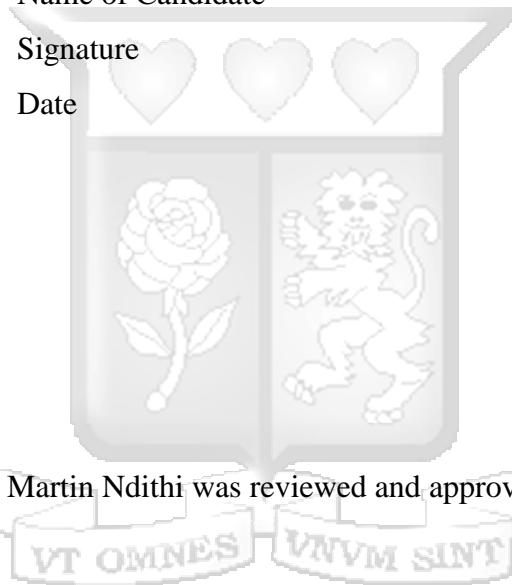 Name of Candidate
Signature
Date
Martin Ndithi was reviewed and approv
VT OMNES VNVM SINT